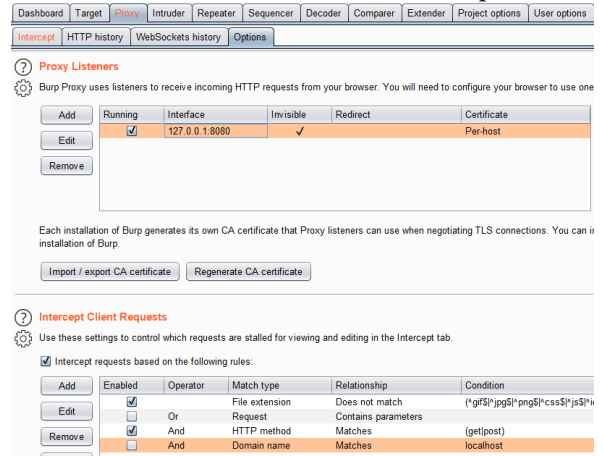 Dashboard Target Proxy Intruder Repeater Sequencer Decoder Comparer Extender Project options User options
Intercept HTTP history WebSockets history Options
Proxy Listeners
Burp Proxy uses listeners to receive incoming HTTP requests from your browser. You will need to configure your browser to use one
Add Running Interface Invisible Redirect Certificate
127.0.0.1:8080 Per-host
Edit
Remove
Each installation of Burp generates its own CA certificate that Proxy listeners can use when negotiating TLS connections. You can
installation of Burp.
Import / export CA certificate Regenerate CA certificate
Intercept Client Requests
Use these settings to control which requests are stalled for viewing and editing in the Intercept tab.
Intercept requests based on the following rules:
Add Enabled Operator Match type Relationship Condition
File extension Does not match (^gif$|^jpg$|^png$|^css$|^js$|
Edit Or Request Contains parameters
Remove And HTTP method Matches (get|post)
And Domain name Matches localhost